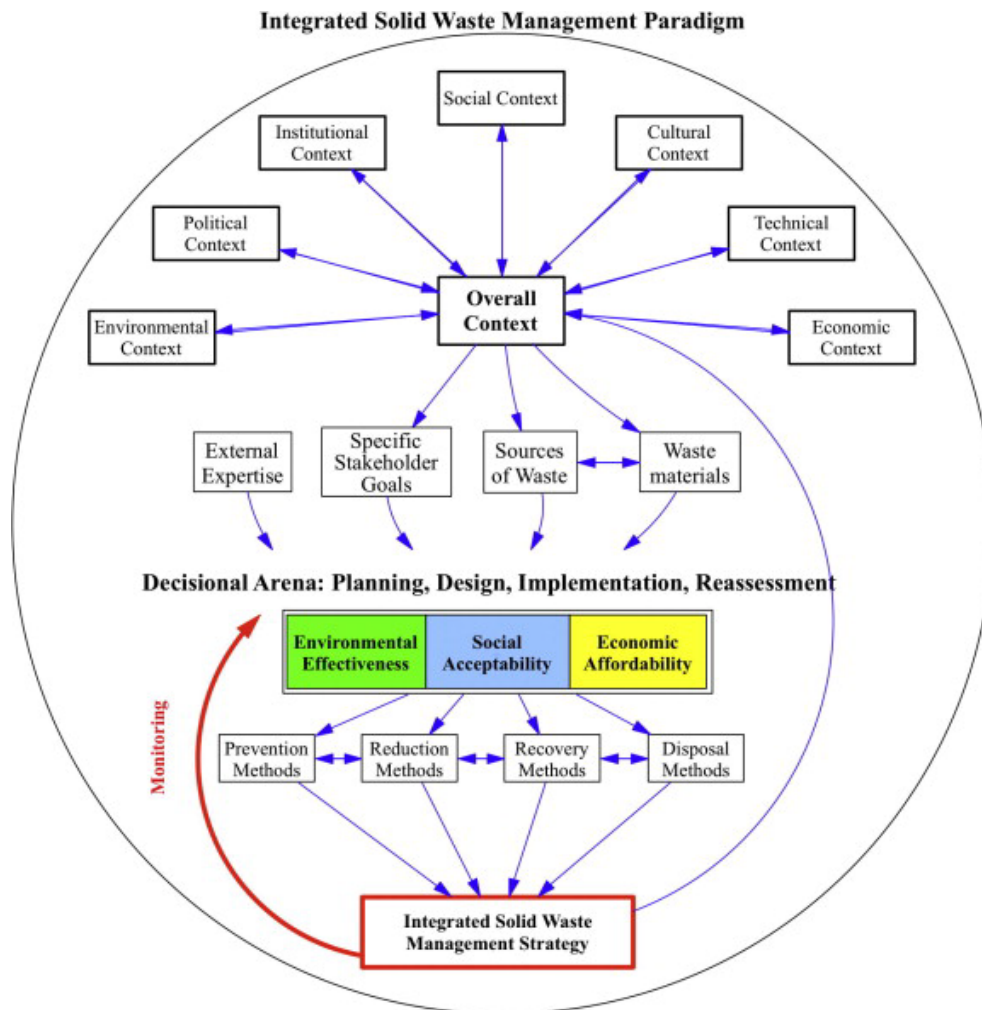 Integrated Solid Waste Management Paradigm
Social Context
Institutional
Context
Cultural
Context
Political
Context
Technical
Context
Overall
Context
Environmental
Context
Economic
Context
External
Expertise
Specific
Stakeholder
Goals
Sources
of Waste
Waste
materials
Decisional Arena: Planning, Design, Implementation, Reassessment
Environmental
Effectiveness
Social
Acceptability
Economic
Affordability
Monitoring
Prevention
Methods
Reduction
Methods
Recovery
Methods
Disposal
Methods
Integrated Solid Waste
Management Strategy